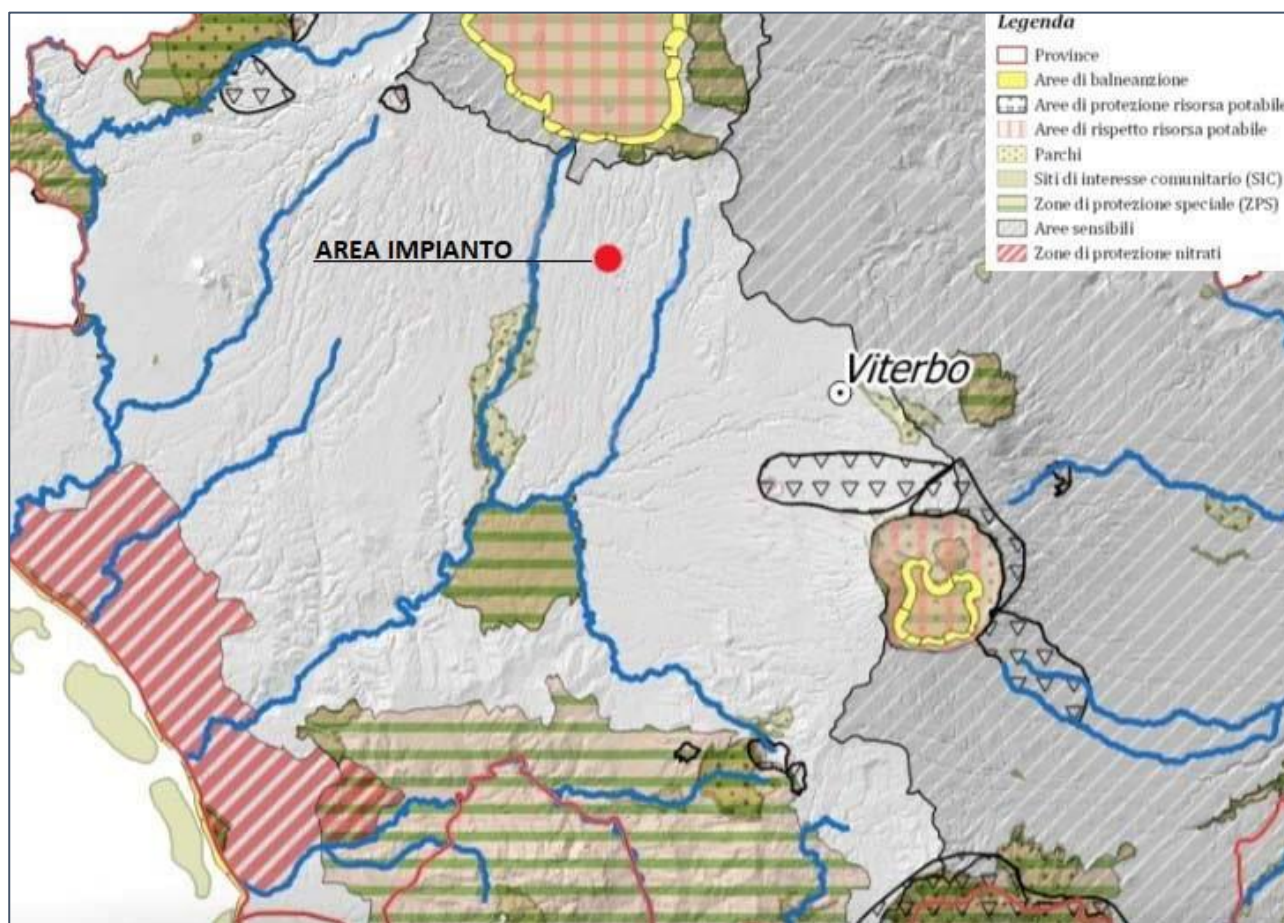 Legenda
Province
Aree di balneanzione
Aree di protezione risorsa potabile
Aree di rispetto risorsa potabile
Parchi
Siti di interesse comunitario (SIC)
Zone di protezione speciale (ZPS)
Aree sensibili
Zone di protezione nitrati
AREA IMPIANTO
Viterbo